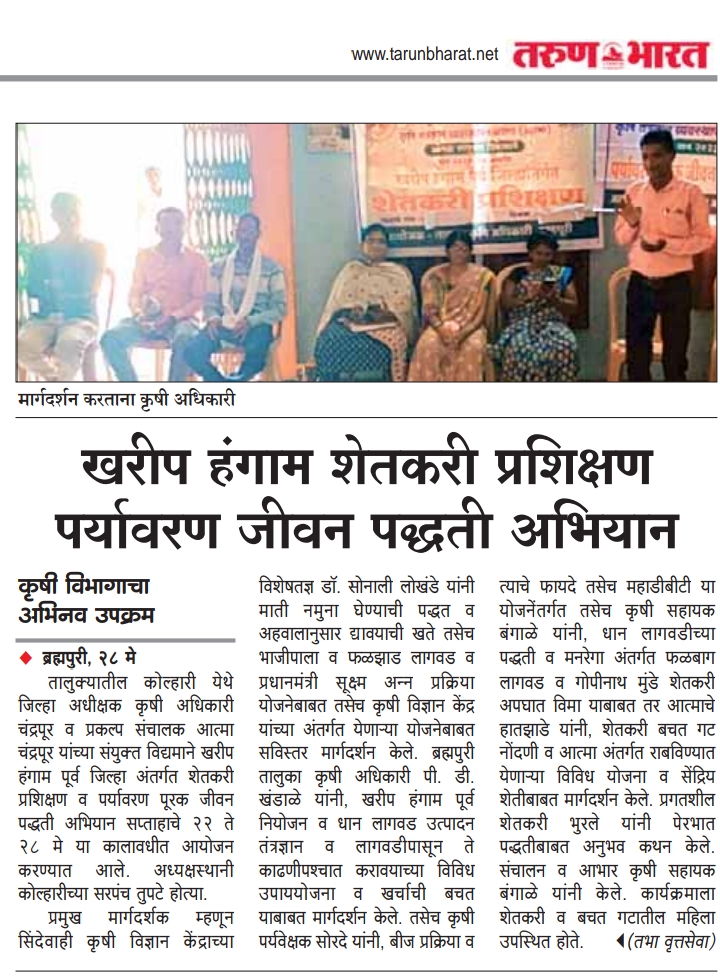 www.tarunbharat.net
तरुण भारत
शेतकरी प्रशिक्षण
मार्गदर्शन करताना कृषी अधिकारी
खरीप हंगाम शेतकरी प्रशिक्षण
पर्यावरण जीवन पद्धती अभियान
कृषी विभागाचा
अभिनव उपक्रम
◆ ब्रह्मपुरी, २८ मे
तालुक्यातील कोल्हारी येथे
जिल्हा अधीक्षक कृषी अधिकारी
चंद्रपूर व प्रकल्प संचालक आत्मा
चंद्रपूर यांच्या संयुक्त विद्यमाने खरीप
हंगाम पूर्व जिल्हा अंतर्गत शेतकरी
प्रशिक्षण व पर्यावरण पूरक जीवन
पद्धती अभियान सप्ताहाचे २२ ते
२८ मे या कालावधीत आयोजन
करण्यात आले. अध्यक्षस्थानी
कोल्हारीच्या सरपंच तुपटे होत्या.
प्रमुख मार्गदर्शक म्हणून
सिंदेवाही कृषी विज्ञान केंद्राच्या
विशेषतज्ञ डॉ. सोनाली लोखंडे यांनी
माती नमुना घेण्याची पद्धत व
अहवालानुसार द्यावयाची खते तसेच
भाजीपाला व फळझाड लागवड व
प्रधानमंत्री सूक्ष्म अन्न प्रक्रिया
योजनेबाबत तसेच कृषी विज्ञान केंद्र
यांच्या अंतर्गत येणाऱ्या योजनेबाबत
सविस्तर मार्गदर्शन केले. ब्रह्मपुरी
तालुका कृषी अधिकारी पी. डी.
खंडाळे यांनी, खरीप हंगाम पूर्व
नियोजन व धान लागवड उत्पादन
तंत्रज्ञान व लागवडीपासून ते
काढणीपश्चात करावयाच्या विविध
उपाययोजना व खर्चाची बचत
याबाबत मार्गदर्शन केले. तसेच कृषी
पर्यवेक्षक सोरदे यांनी, बीज प्रक्रिया व
त्याचे फायदे तसेच महाडीबीटी या
योजनेंतर्गत तसेच कृषी सहायक
बंगाळे यांनी, धान लागवडीच्या
पद्धती व मनरेगा अंतर्गत फळबाग
लागवड व गोपीनाथ मुंडे शेतकरी
अपघात विमा याबाबत तर आत्माचे
हातझाडे यांनी, शेतकरी बचत गट
नोंदणी व आत्मा अंतर्गत राबविण्यात
येणाऱ्या विविध योजना व सेंद्रिय
शेतीबाबत मार्गदर्शन केले. प्रगतशील
शेतकरी भुरले यांनी पेरभात
पद्धतीबाबत अनुभव कथन केले.
संचालन व आभार कृषी सहायक
बंगाळे यांनी केले. कार्यक्रमाला
शेतकरी व बचत गटातील महिला
उपस्थित होते. ◀(तभा वृत्तसेवा)